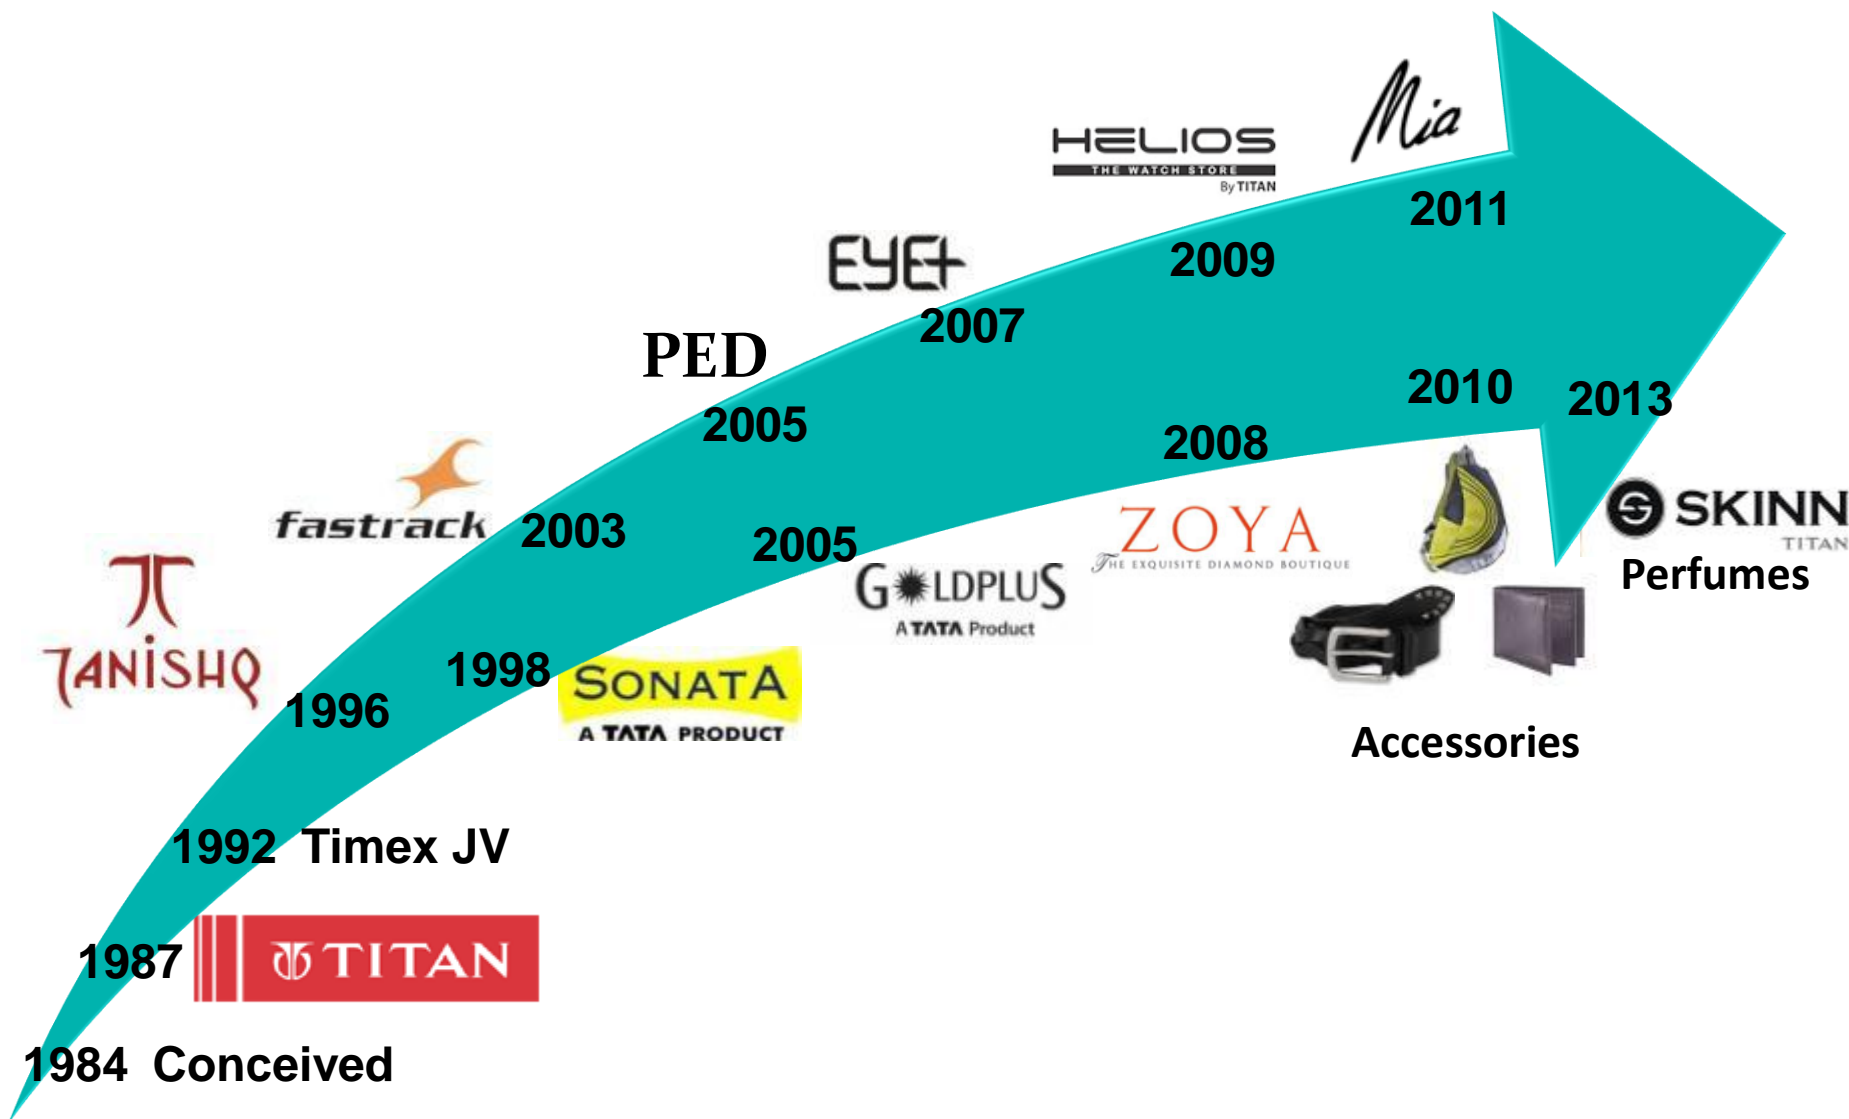 Mia
HELIOS
THE WATCH STORE
By TITAN
2011
2009
EYE+
2007
PED
2005
2010
2013
2008
fastrack
2003
2005
ZOYA
THE EXQUISITE DIAMOND BOUTIQUE
SKINN
TITAN
Perfumes
GOLDPLUS
A TATA Product
TANISHQ
1996
1998
SONATA
A TATA PRODUCT
Accessories
1992 Timex JV
1987
TITAN
1984 Conceived